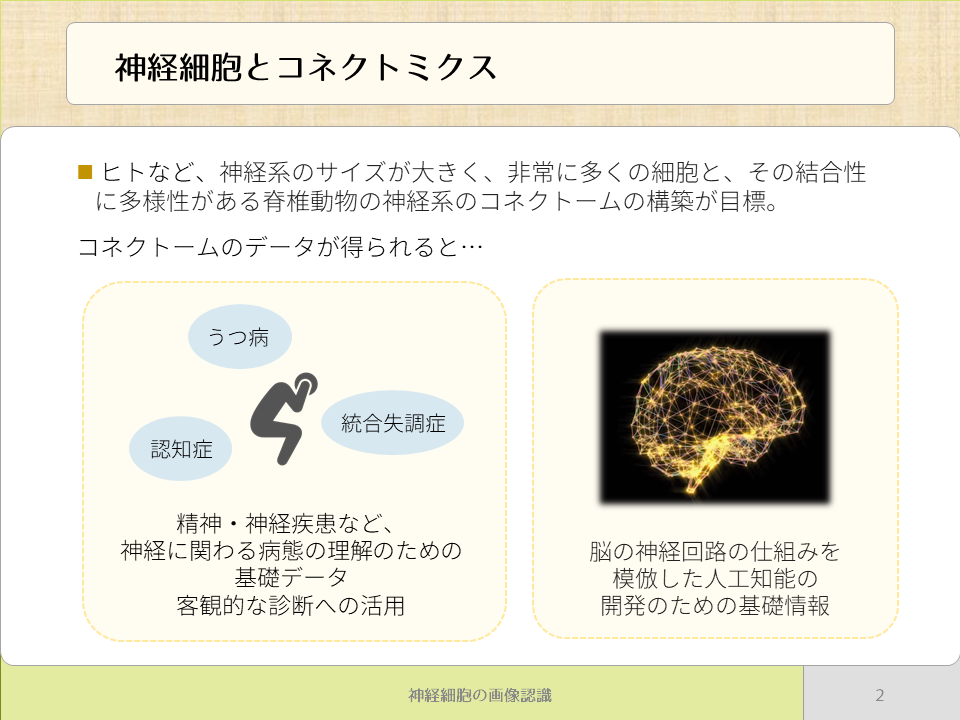 神経細胞とコネクトミクス
ヒトなど、神経系のサイズが大きく、非常に多くの細胞と、その結合性
に多様性がある脊椎動物の神経系のコネクトームの構築が目標。
コネクトームのデータが得られると…
うつ病
統合失調症
認知症
精神・神経疾患など、
神経に関わる病態の理解のための
基礎データ
客観的な診断への活用
脳の神経回路の仕組みを
模倣した人工知能の
開発のための基礎情報
神経細胞の画像認識
2